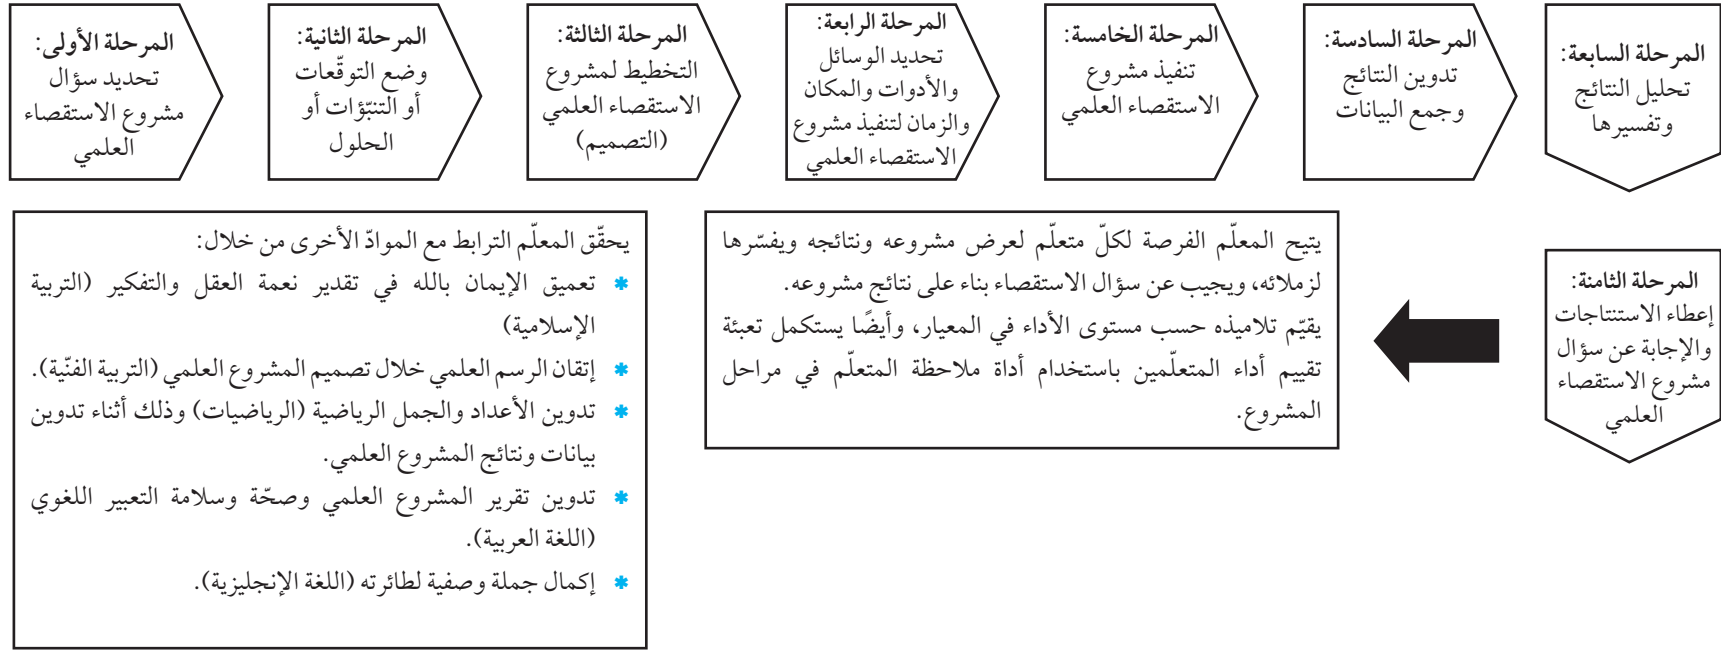 المرحلة الأولى:
تحديد سؤال
مشروع الاستقصاء
العلمي
المرحلة الثانية:
وضع التوقّعات
أو التنبّؤات أو
الحلول
المرحلة الثالثة:
التخطيط لمشروع
الاستقصاء العلمي
(التصميم)
المرحلة الرابعة:
تحديد الوسائل
والأدوات والمكان
والزمان لتنفيذ مشروع
الاستقصاء العلمي
المرحلة الخامسة:
تنفيذ مشروع
الاستقصاء العلمي
المرحلة السادسة:
تدوين النتائج
وجمع البيانات
المرحلة السابعة:
تحليل النتائج
وتفسيرها
المرحلة الثامنة:
إعطاء الاستنتاجات
والإجابة عن سؤال
مشروع الاستقصاء
العلمي
يتيح المعلّم الفرصة لكلّ متعلّم لعرض مشروعه ونتائجه ويفسّرها
لزملائه، ويجيب عن سؤال الاستقصاء بناء على نتائج مشروعه.
يقيّم تلاميذه حسب مستوى الأداء في المعيار، وأيضًا يستكمل تعبئة
تقييم أداء المتعلّمين باستخدام أداة ملاحظة المتعلّم في مراحل
المشروع.
يحقّق المعلّم الترابط مع الموادّ الأخرى من خلال:
✱ تعميق الإيمان بالله في تقدير نعمة العقل والتفكير (التربية
الإسلامية)
✱ إتقان الرسم العلمي خلال تصميم المشروع العلمي (التربية الفنّية).
✱ تدوين الأعداد والجمل الرياضية (الرياضيات) وذلك أثناء تدوين
بيانات ونتائج المشروع العلمي.
✱ تدوين تقرير المشروع العلمي وصحّة وسلامة التعبير اللغوي
(اللغة العربية).
✱ إكمال جملة وصفية لطائرته (اللغة الإنجليزية).